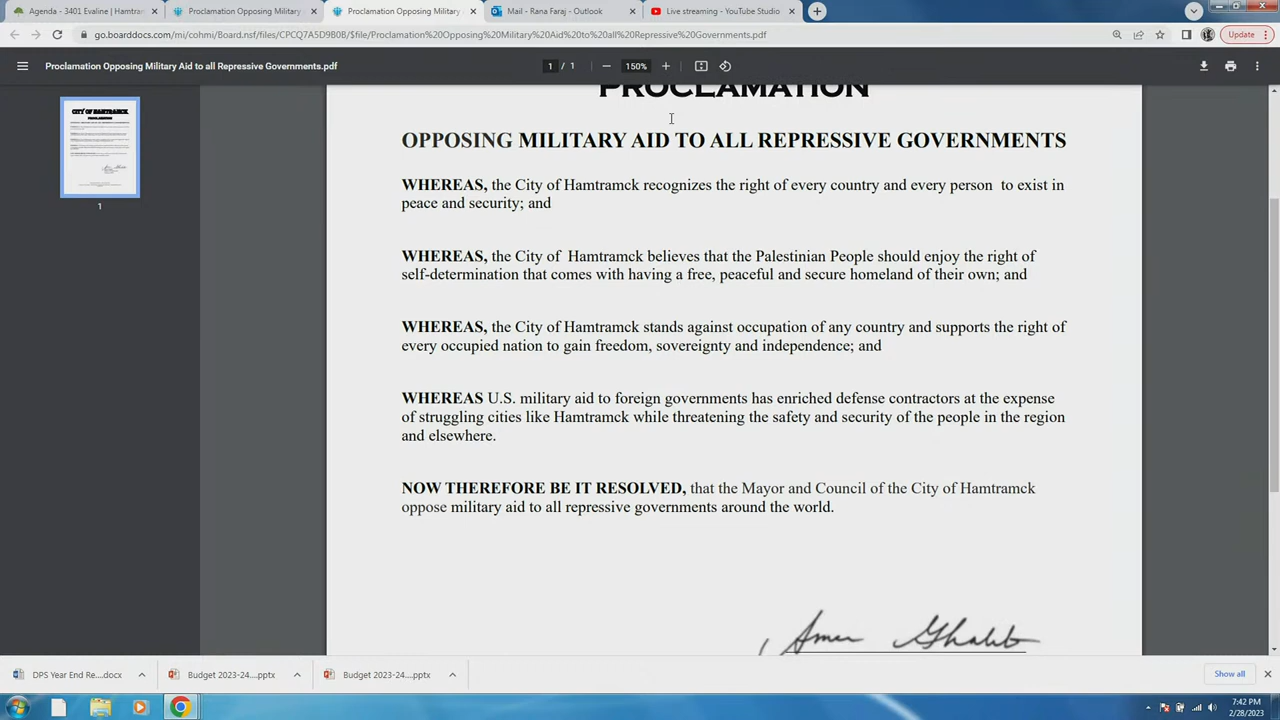 Agenda - 3401 Evaline | Hamtra
Proclamation Opposing Military
Proclamation Opposing Military
Mail - Rana Faraj - Outlook
Live streaming - YouTube Studio
go.boarddocs.com/mi/cohmi/Board.nsf/files/CPCQ7A5D9B0B/$file/Proclamation%20Opposing%20Military%20Aid%20to%20all%20Repressive%20Governments.pdf
Update
Proclamation Opposing Military Aid to all Repressive Governments.pdf
1 / 1
150%
PROCLAMATION
OPPOSING MILITARY AID TO ALL REPRESSIVE GOVERNMENTS
WHEREAS, the City of Hamtramck recognizes the right of every country and every person to exist in
peace and security; and
WHEREAS, the City of Hamtramck believes that the Palestinian People should enjoy the right of
self-determination that comes with having a free, peaceful and secure homeland of their own; and
WHEREAS, the City of Hamtramck stands against occupation of any country and supports the right of
every occupied nation to gain freedom, sovereignty and independence; and
WHEREAS U.S. military aid to foreign governments has enriched defense contractors at the expense
of struggling cities like Hamtramck while threatening the safety and security of the people in the region
and elsewhere.
NOW THEREFORE BE IT RESOLVED, that the Mayor and Council of the City of Hamtramck
oppose military aid to all repressive governments around the world.
Amer Ghalib
CITY OF HAMTRAMCK
PROCLAMATION
1
DPS Year End Re....docx
Budget 2023-24....pptx
Budget 2023-24....pptx
Show all
7:42 PM
2/28/2023